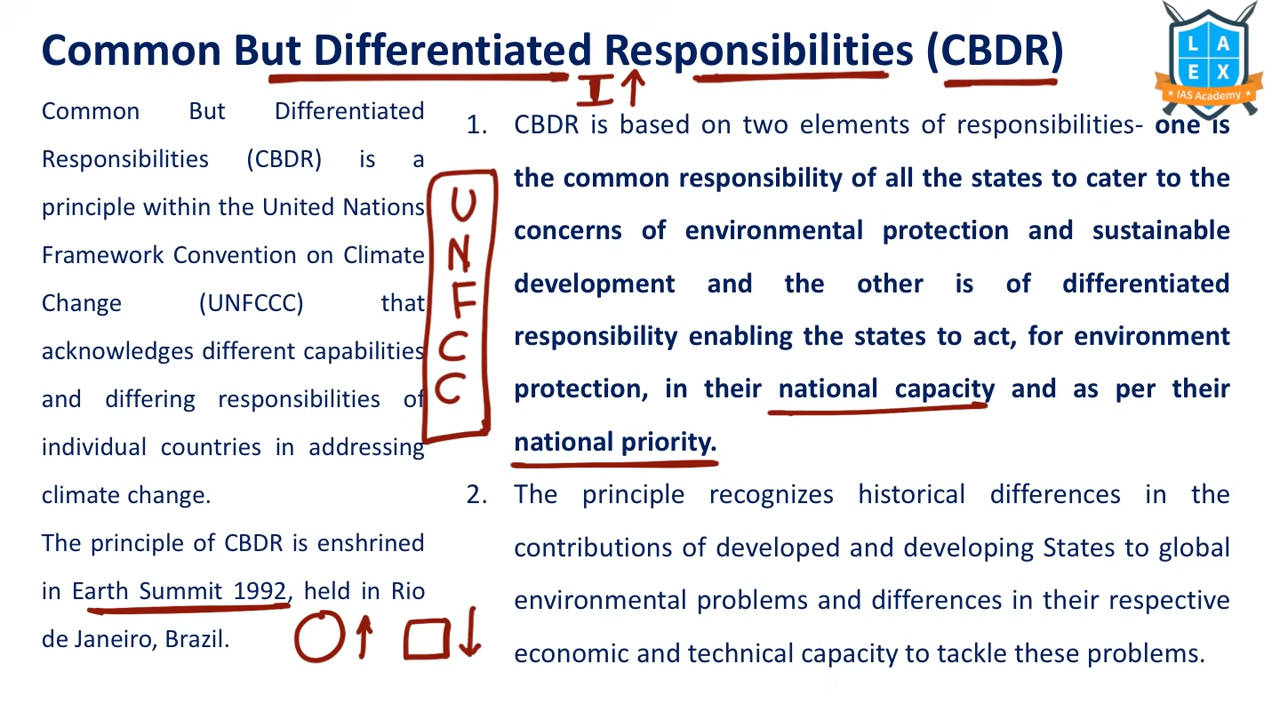 Common But Differentiated Responsibilities (CBDR)
L A
E X
IAS Academy
I
Common But Differentiated
Responsibilities (CBDR) is a
principle within the United Nations
Framework Convention on Climate
Change (UNFCCC) that
acknowledges different capabilities
and differing responsibilities of
individual countries in addressing
climate change.
The principle of CBDR is enshrined
in Earth Summit 1992, held in Rio
de Janeiro, Brazil.
U
N
F
C
C
1. CBDR is based on two elements of responsibilities- one is
the common responsibility of all the states to cater to the
concerns of environmental protection and sustainable
development and the other is of differentiated
responsibility enabling the states to act, for environment
protection, in their national capacity and as per their
national priority.
2. The principle recognizes historical differences in the
contributions of developed and developing States to global
environmental problems and differences in their respective
economic and technical capacity to tackle these problems.